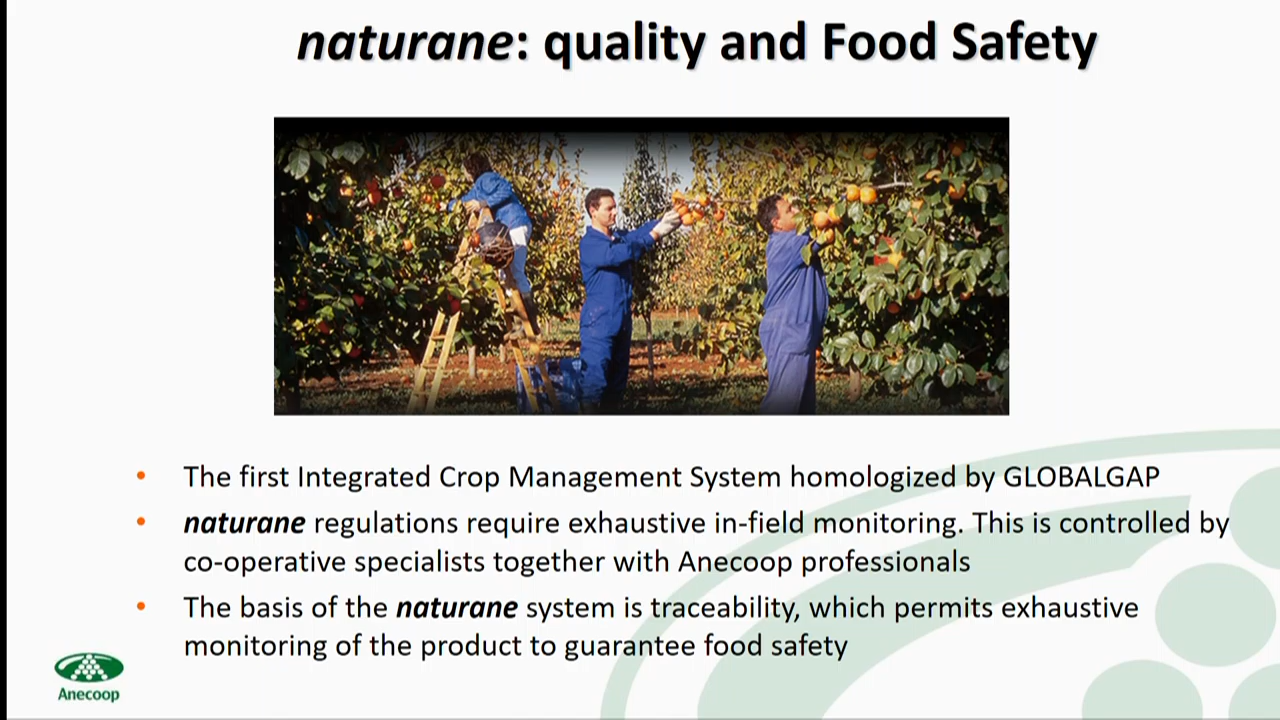 naturane: quality and Food Safety
• The first Integrated Crop Management System homologized by GLOBALGAP
• naturane regulations require exhaustive in-field monitoring. This is controlled by
co-operative specialists together with Anecoop professionals
• The basis of the naturane system is traceability, which permits exhaustive
monitoring of the product to guarantee food safety
Anecoop